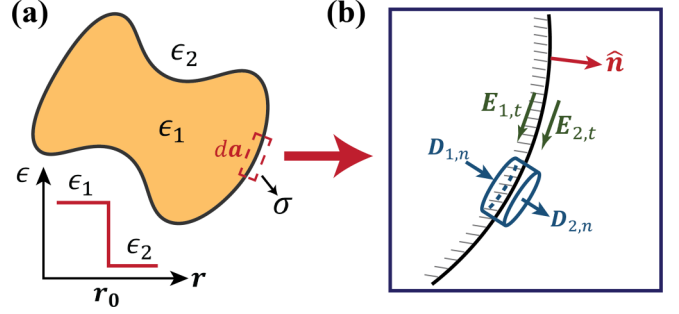 (a)
ϵ₂
ϵ₁
da
σ
ϵ
ϵ₁
ϵ₂
r₀
r
(b)
n̂
E₁,t
E₂,t
D₁,n
D₂,n